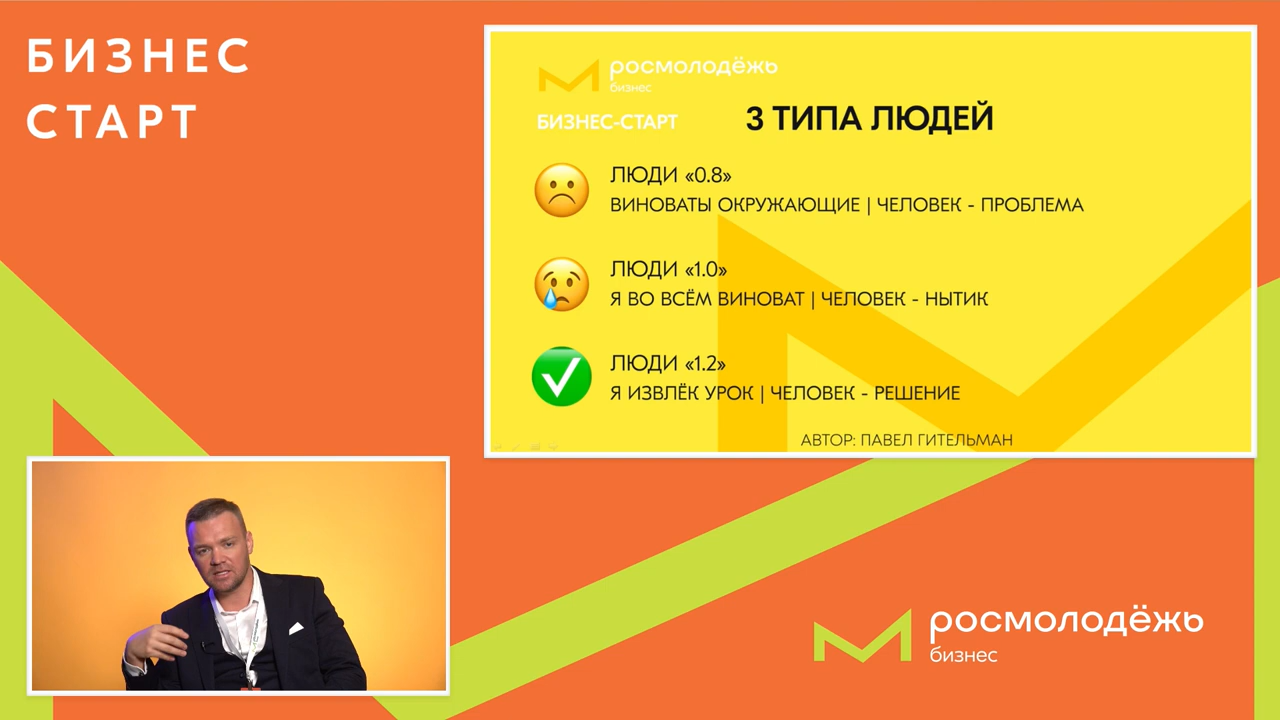 БИЗНЕС
СТАРТ
росмолодёжь
бизнес
БИЗНЕС-СТАРТ
3 ТИПА ЛЮДЕЙ
ЛЮДИ «0.8»
ВИНОВАТЫ ОКРУЖАЮЩИЕ | ЧЕЛОВЕК - ПРОБЛЕМА
ЛЮДИ «1.0»
Я ВО ВСЁМ ВИНОВАТ | ЧЕЛОВЕК - НЫТИК
ЛЮДИ «1.2»
Я ИЗВЛЁК УРОК | ЧЕЛОВЕК - РЕШЕНИЕ
АВТОР: ПАВЕЛ ГИТЕЛЬМАН
росмолодёжь
бизнес